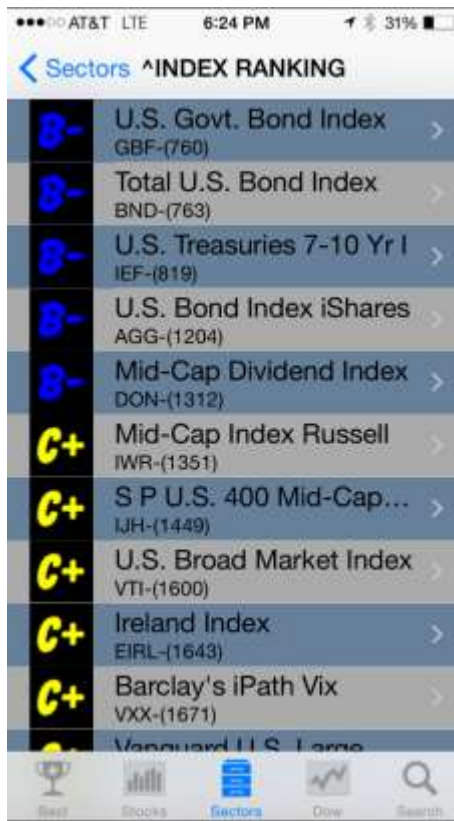 AT&T LTE 6:24 PM 31%
Sectors ^INDEX RANKING
B- U.S. Govt. Bond Index
GBF-(760)
B- Total U.S. Bond Index
BND-(763)
B- U.S. Treasuries 7-10 Yr I
IEF-(819)
B- U.S. Bond Index iShares
AGG-(1204)
B- Mid-Cap Dividend Index
DON-(1312)
C+ Mid-Cap Index Russell
IWR-(1351)
C+ S P U.S. 400 Mid-Cap...
IJH-(1449)
C+ U.S. Broad Market Index
VTI-(1600)
C+ Ireland Index
EIRL-(1643)
C+ Barclay's iPath Vix
VXX-(1671)
Vanguard U.S. Large
Best Stocks Sectors Dow Search